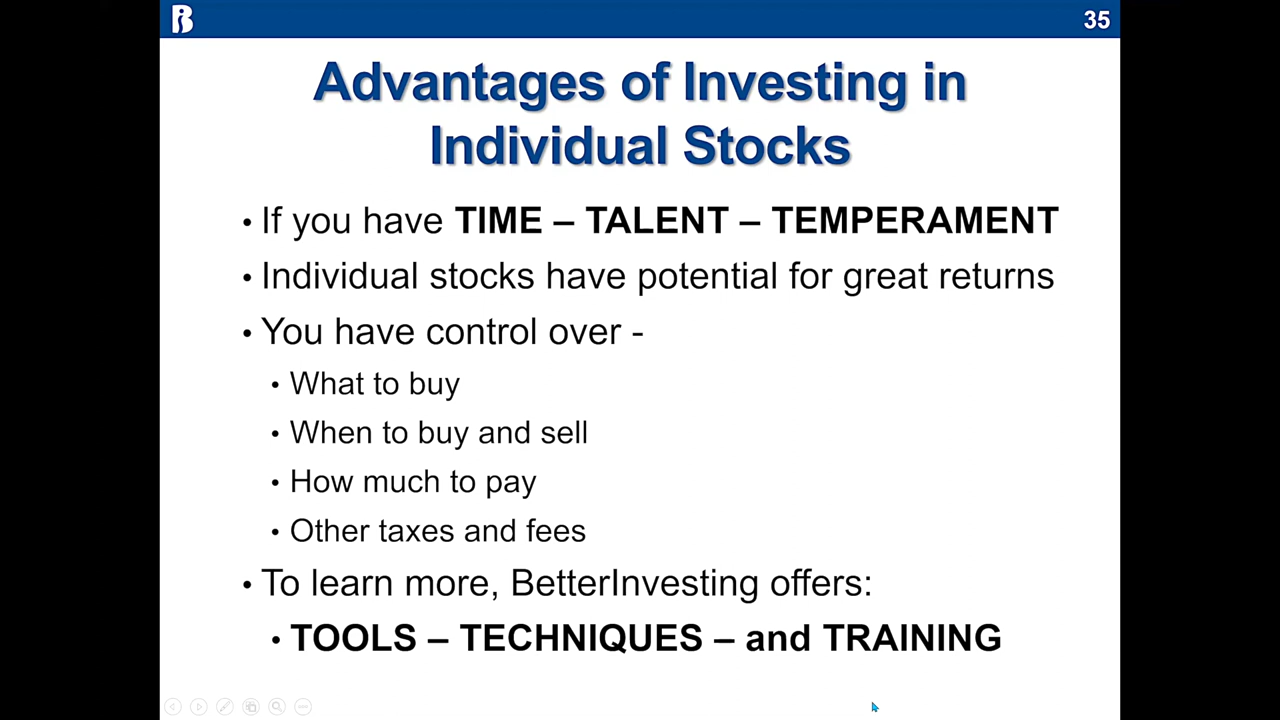 35
Advantages of Investing in
Individual Stocks
• If you have TIME – TALENT – TEMPERAMENT
• Individual stocks have potential for great returns
• You have control over -
• What to buy
• When to buy and sell
• How much to pay
• Other taxes and fees
• To learn more, BetterInvesting offers:
• TOOLS – TECHNIQUES – and TRAINING